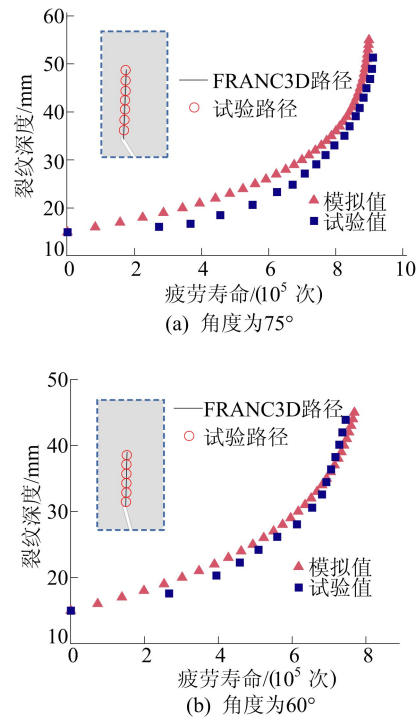 60
50
40
30
20
10
裂纹深度/mm
FRANC3D路径
试验路径
模拟值
试验值
0 2 4 6 8 10
疲劳寿命/(10⁵ 次)
(a) 角度为75°
50
40
30
20
10
裂纹深度/mm
FRANC3D路径
试验路径
模拟值
试验值
0 2 4 6 8
疲劳寿命/(10⁵ 次)
(b) 角度为60°